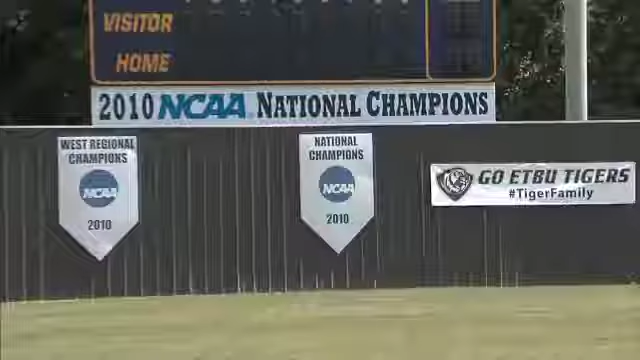 VISITOR
HOME
2010 NCAA NATIONAL CHAMPIONS
WEST REGIONAL
CHAMPIONS
NCAA
2010
NATIONAL
CHAMPIONS
NCAA
2010
GO ETBU TIGERS
#TigerFamily